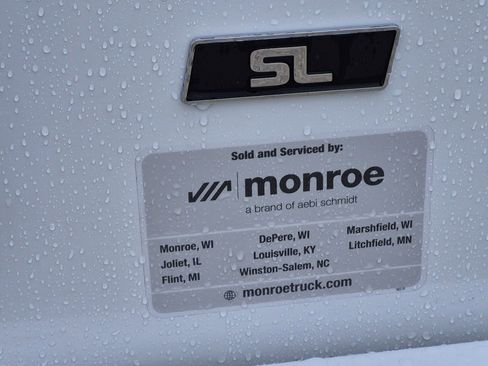 SL
Sold and Serviced by:
monroe
a brand of aebi schmidt
Monroe, WI
Joliet, IL
Flint, MI
DePere, WI
Louisville, KY
Winston-Salem, NC
Marshfield, WI
Litchfield, MN
monroetruck.com